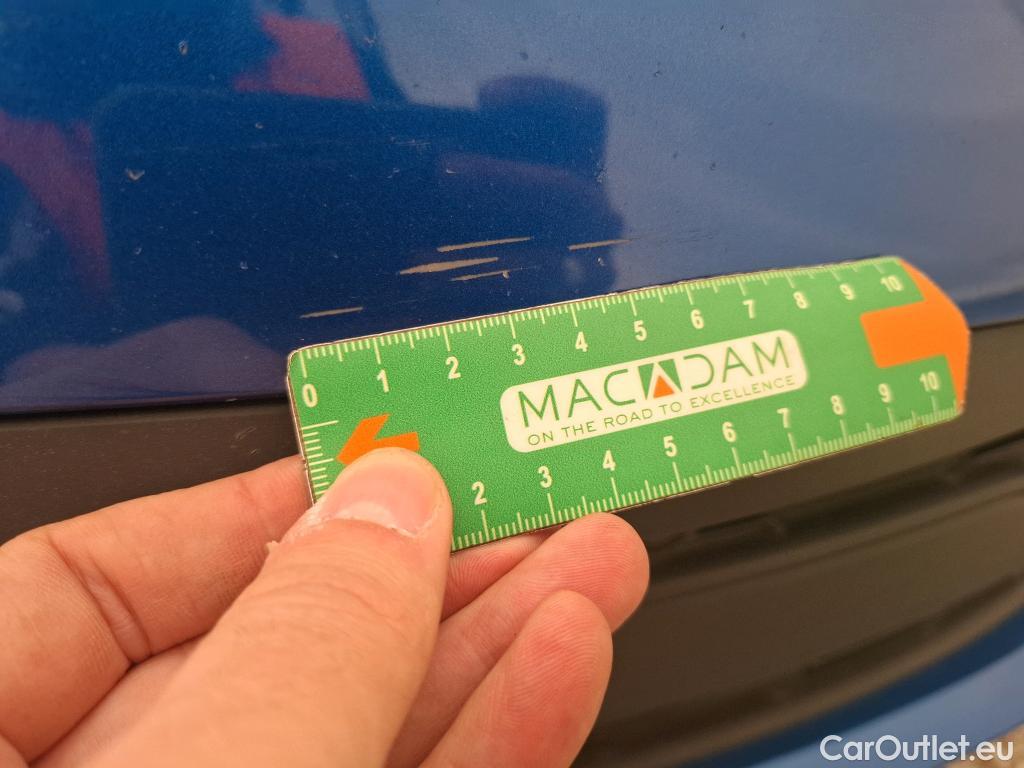 0 1 2 3 4 5 6 7 8 9 10
MACADAM
ON THE ROAD TO EXCELLENCE
2 3 4 5 6 7 8 9 10
CarOutlet.eu